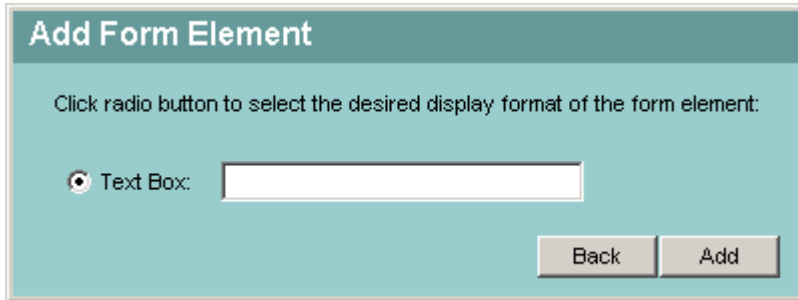 Add Form Element
Click radio button to select the desired display format of the form element:
Text Box:
Back Add